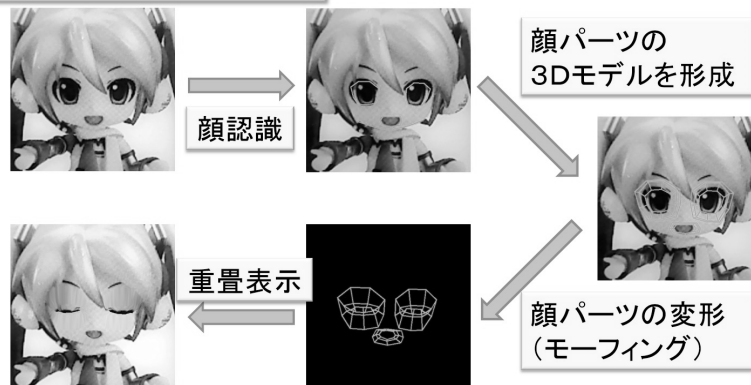 顔認識
顔パーツの
3Dモデルを形成
顔パーツの変形
(モーフィング)
重畳表示